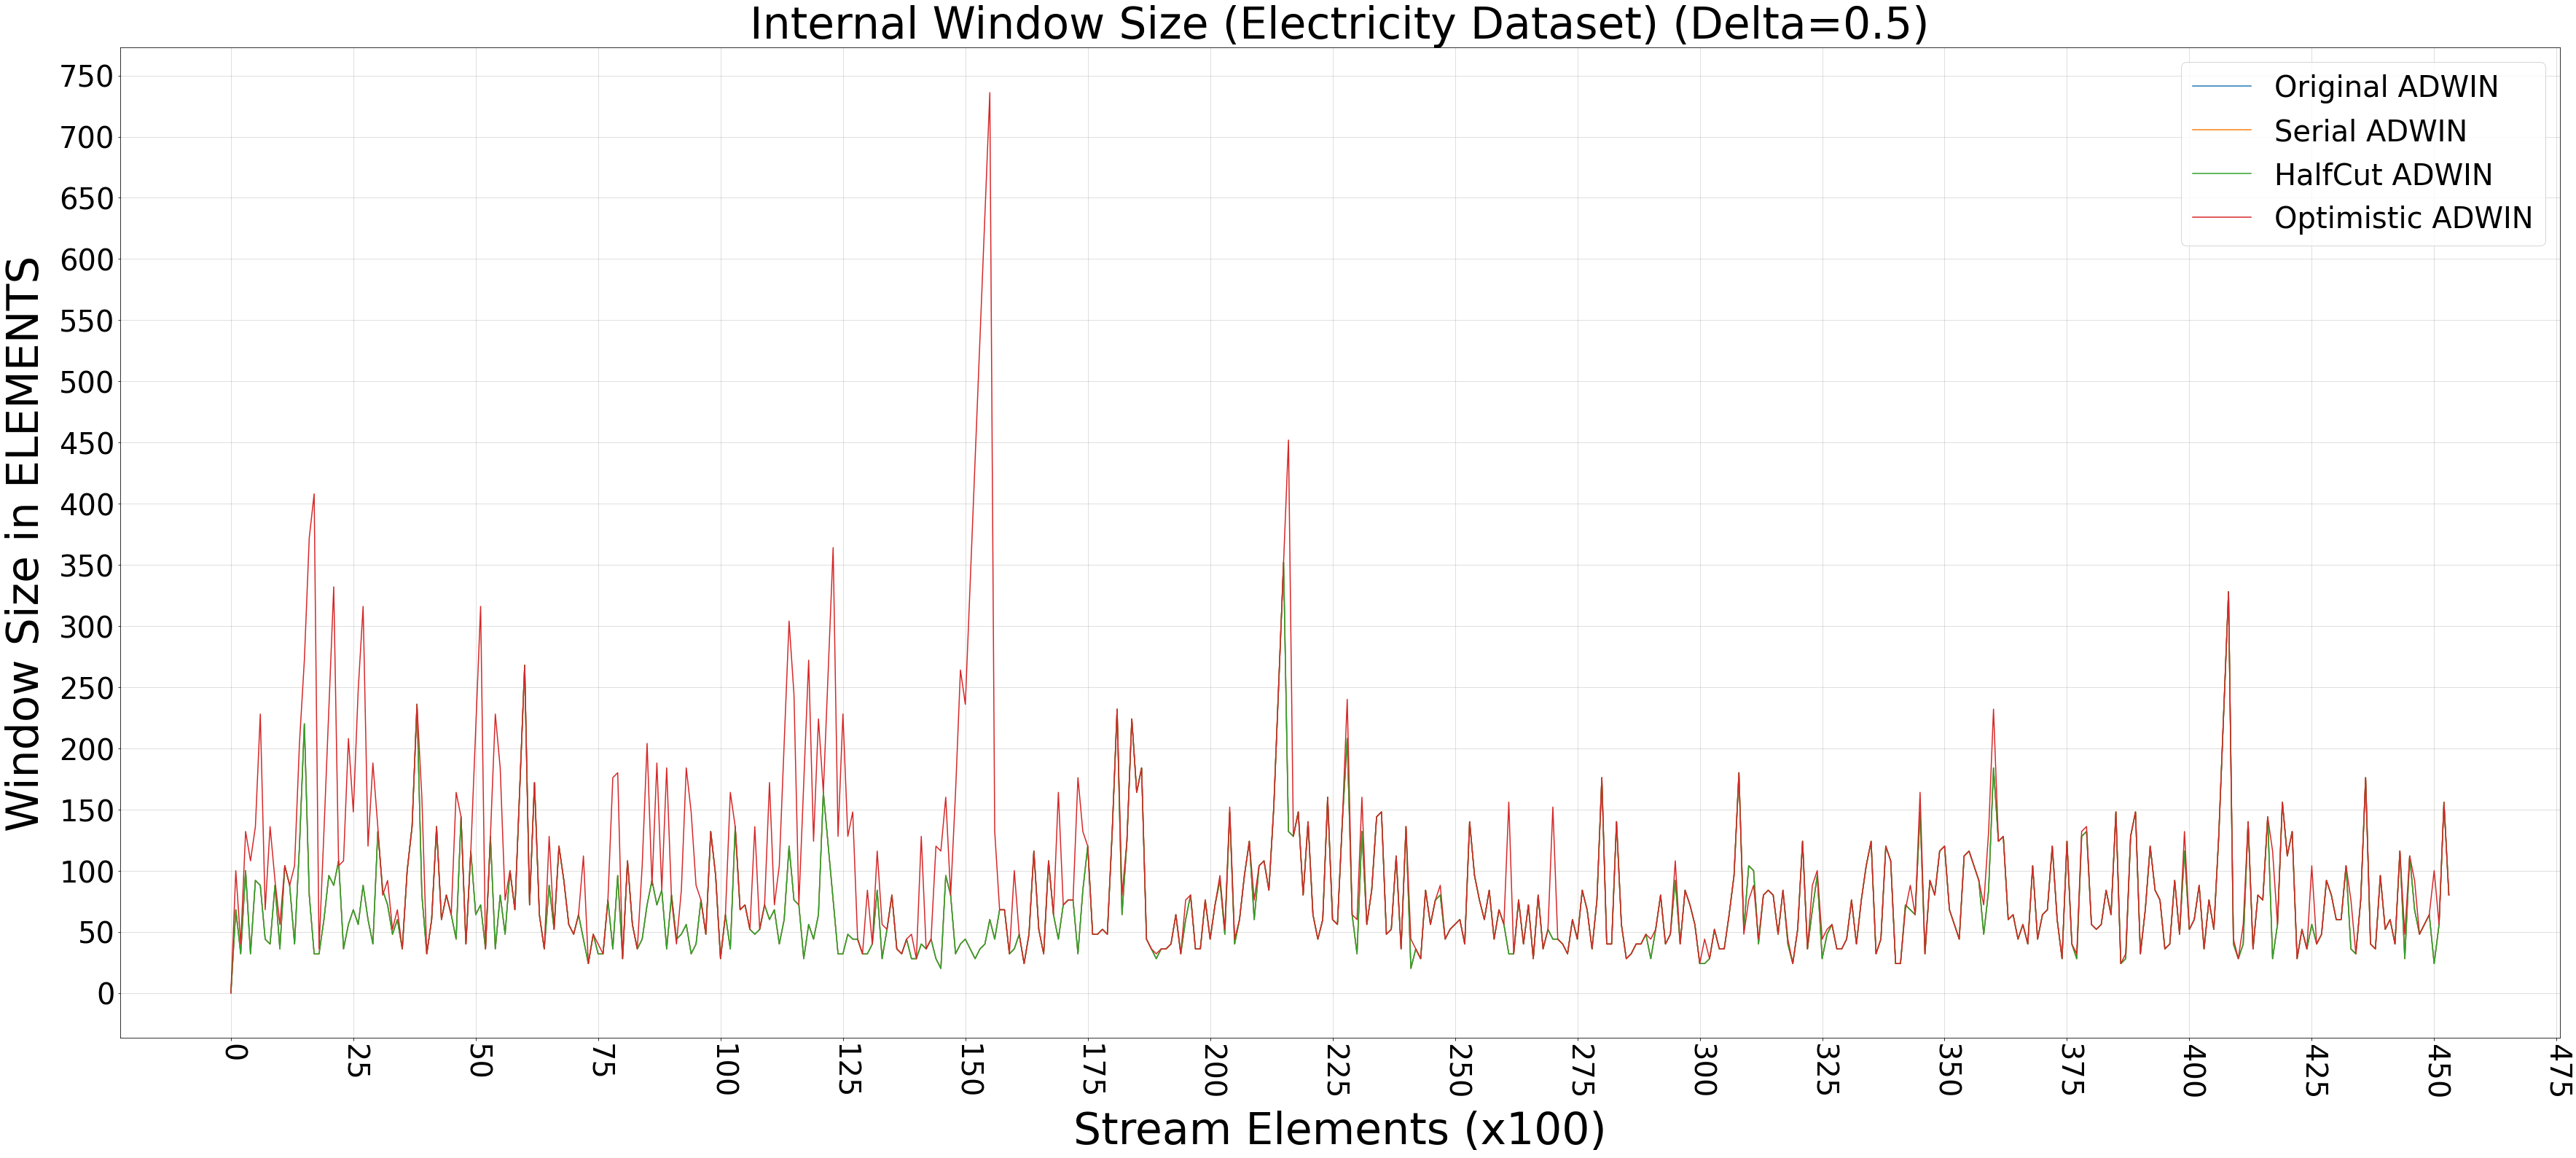 Internal Window Size (Electricity Dataset) (Delta=0.5)
Original ADWIN
Serial ADWIN
HalfCut ADWIN
Optimistic ADWIN
Window Size in ELEMENTS
750
700
650
600
550
500
450
400
350
300
250
200
150
100
50
0
0 25 50 75 100 125 150 175 200 225 250 275 300 325 350 375 400 425 450 475
Stream Elements (x100)